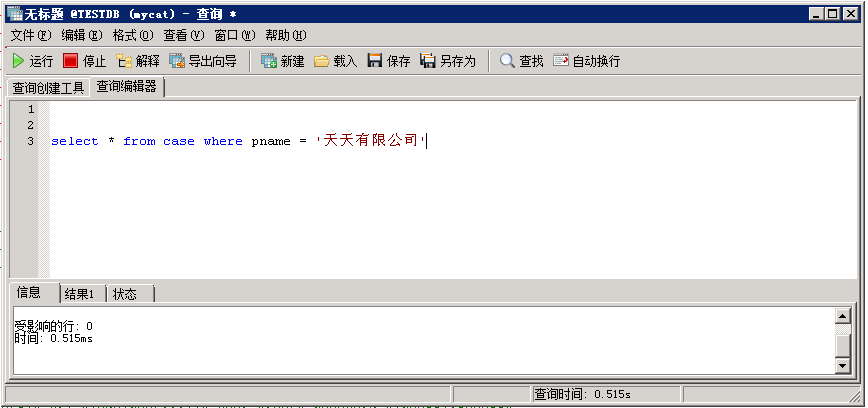 无标题 @TESTDB (mycat) - 查询 *
文件(F) 编辑(E) 格式(O) 查看(V) 窗口(W) 帮助(H)
运行 停止 解释 导出向导 新建 载入 保存 另存为 查找 自动换行
查询创建工具 查询编辑器
1
2
3 select * from case where pname = '天天有限公司'
信息 结果1 状态
受影响的行: 0
时间: 0.515ms
查询时间: 0.515s